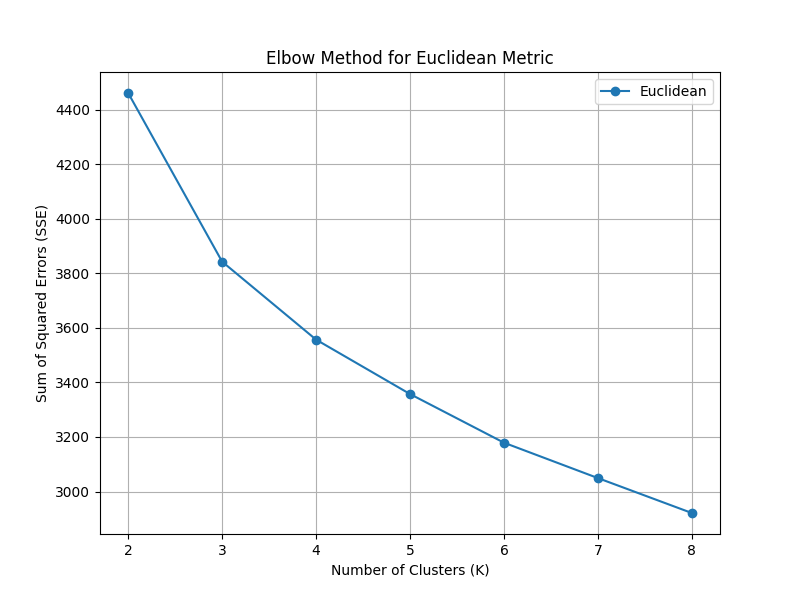 Elbow Method for Euclidean Metric
Euclidean
4400
4200
4000
3800
3600
3400
3200
3000
Sum of Squared Errors (SSE)
2 3 4 5 6 7 8
Number of Clusters (K)